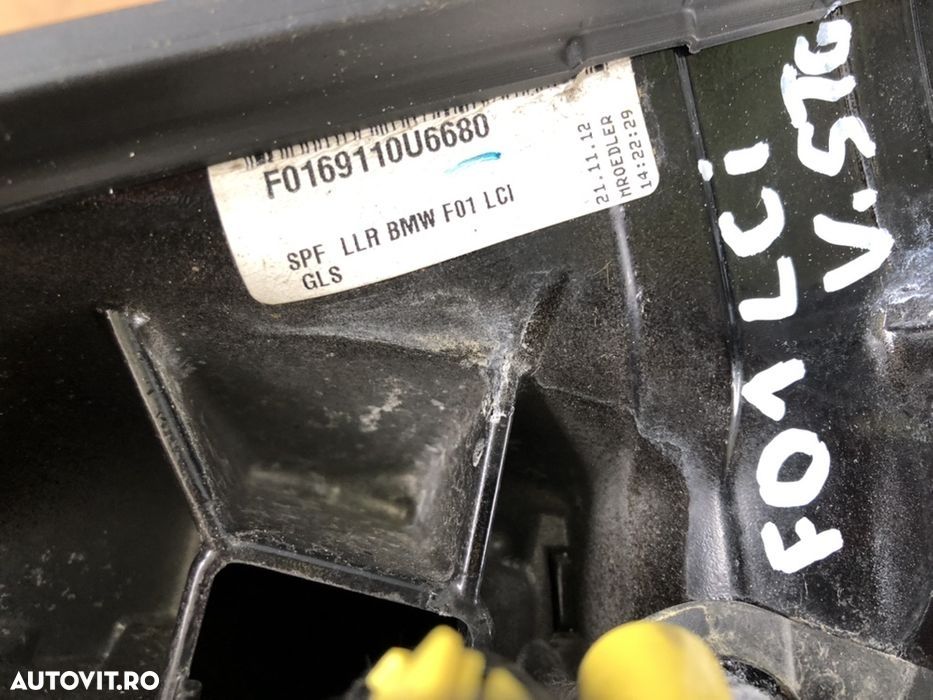 F0169110U6680
SPF LLR BMW F01 LCI
GLS
21.11.12
MROEDLER
14:22:29
F01 LCI
V. STG
AUTOVIT.RO